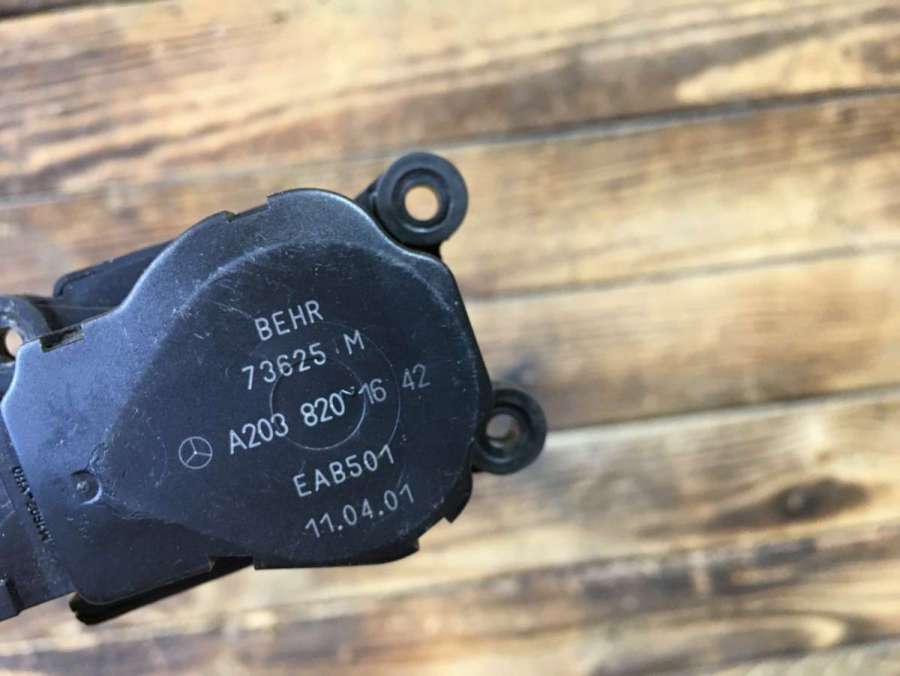 BEHR
73625 M
A203 820 16 42
EAB501
11.04.01